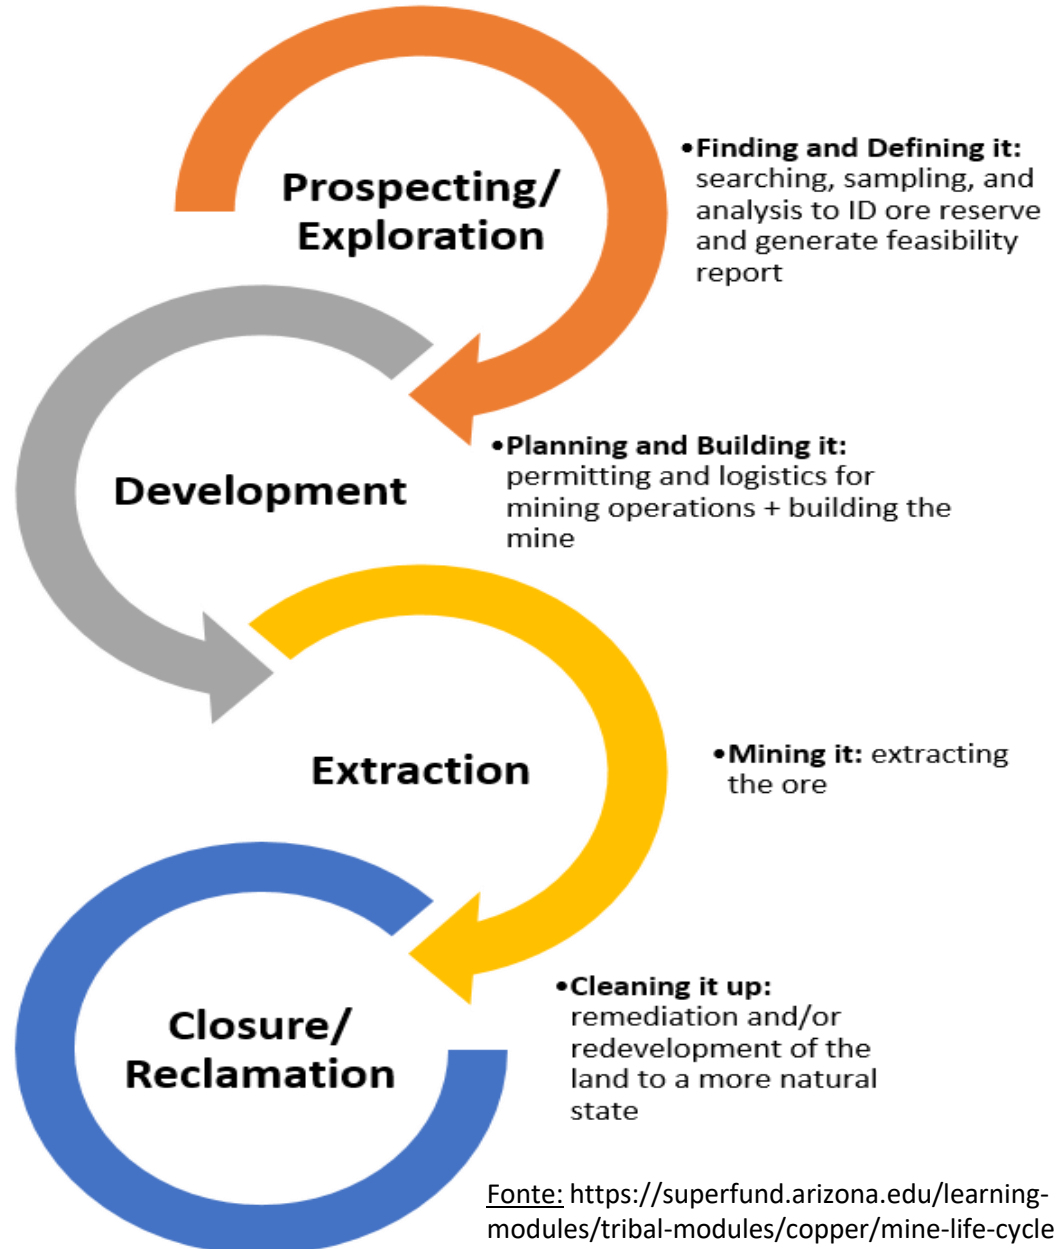 Prospecting/
Exploration
•Finding and Defining it:
searching, sampling, and
analysis to ID ore reserve
and generate feasibility
report
Development
•Planning and Building it:
permitting and logistics for
mining operations + building the
mine
Extraction
•Mining it: extracting
the ore
Closure/
Reclamation
•Cleaning it up:
remediation and/or
redevelopment of the
land to a more natural
state
Fonte: https://superfund.arizona.edu/learning-
modules/tribal-modules/copper/mine-life-cycle